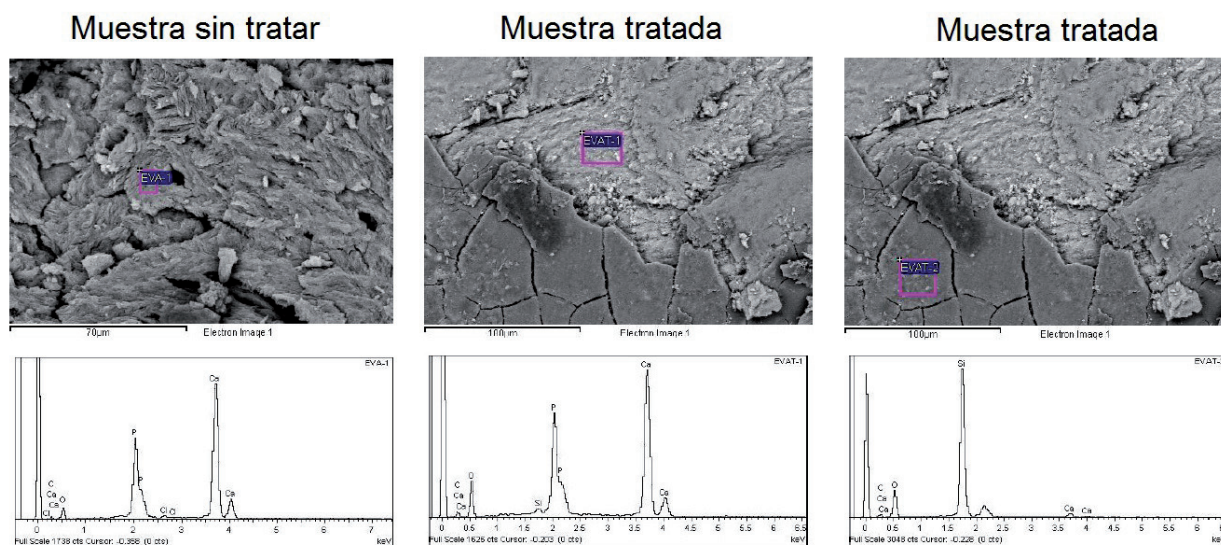 Muestra sin tratar
Muestra tratada
Muestra tratada
EVA-1
EVAT-1
EVAT-2
70µm Electron Image 1
100µm Electron Image 1
100µm Electron Image 1
EVA-1
Ca
P
P
C
Ca
Ca
O
Cl
Cl
Cl
Ca
0 1 2 3 4 5 6 7
Full Scale 1738 cts Cursor: -0.358 (0 cts) keV
EVAT-1
Ca
P
P
C
Ca
Ca
O
Si
Ca
0 0.5 1 1.5 2 2.5 3 3.5 4 4.5 5 5.5 6 6.5
Full Scale 1626 cts Cursor: -0.203 (0 cts) keV
EVAT-
Si
C
Ca
Ca
O
Ca
Ca
0 0.5 1 1.5 2 2.5 3 3.5 4 4.5 5 5.5 6 6.5
Full Scale 3048 cts Cursor: -0.228 (0 cts) keV